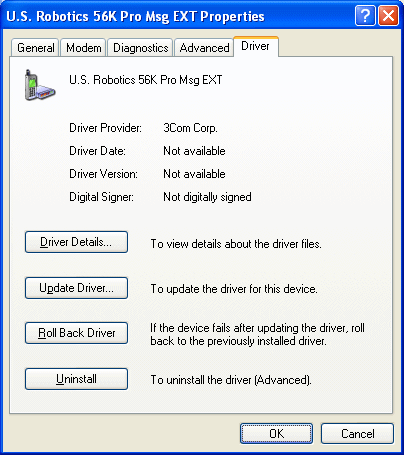 U.S. Robotics 56K Pro Msg EXT Properties
General Modem Diagnostics Advanced Driver
U.S. Robotics 56K Pro Msg EXT
Driver Provider: 3Com Corp.
Driver Date: Not available
Driver Version: Not available
Digital Signer: Not digitally signed
Driver Details... To view details about the driver files.
Update Driver... To update the driver for this device.
Roll Back Driver If the device fails after updating the driver, roll
back to the previously installed driver.
Uninstall To uninstall the driver (Advanced).
OK Cancel